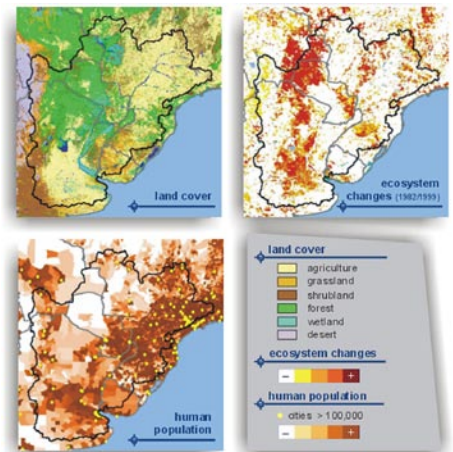 land cover
ecosystem
changes (1982/1999)
human
population
land cover
agriculture
grassland
shrubland
forest
wetland
desert
ecosystem changes
– +
human population
cities > 100,000
– +